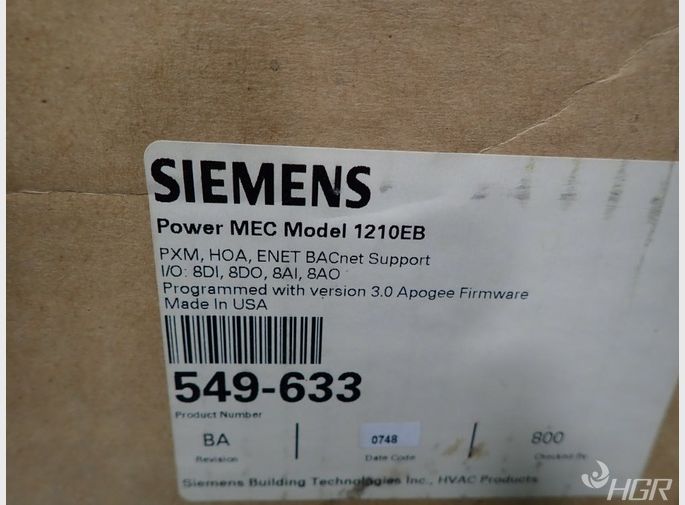 SIEMENS
Power MEC Model 1210EB
PXM, HOA, ENET BACnet Support
I/O: 8DI, 8DO, 8AI, 8AO
Programmed with version 3.0 Apogee Firmware
Made In USA
549-633
Product Number
BA | 0748 | 800
Revision Date Code Checked By
Siemens Building Technologies Inc., HVAC Products
HGR